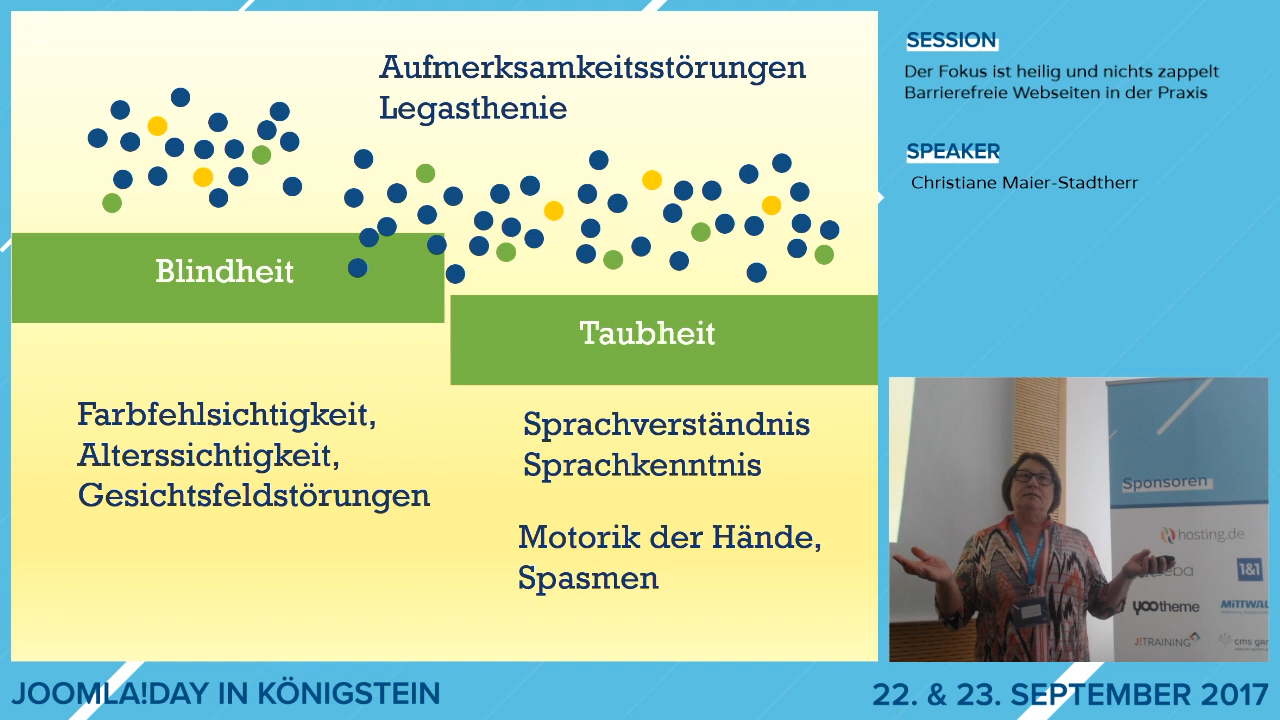 Aufmerksamkeitsstörungen
Legasthenie
Blindheit
Taubheit
Farbfehlsichtigkeit,
Alterssichtigkeit,
Gesichtsfeldstörungen
Sprachverständnis
Sprachkenntnis
Motorik der Hände,
Spasmen
SESSION
Der Fokus ist heilig und nichts zappelt
Barrierefreie Webseiten in der Praxis
SPEAKER
Christiane Maier-Stadtherr
Sponsoren
hosting.de
1&1
yootheme
MITTWAL
J!TRAINING
cms
JOOMLA!DAY IN KÖNIGSTEIN
22. & 23. SEPTEMBER 2017